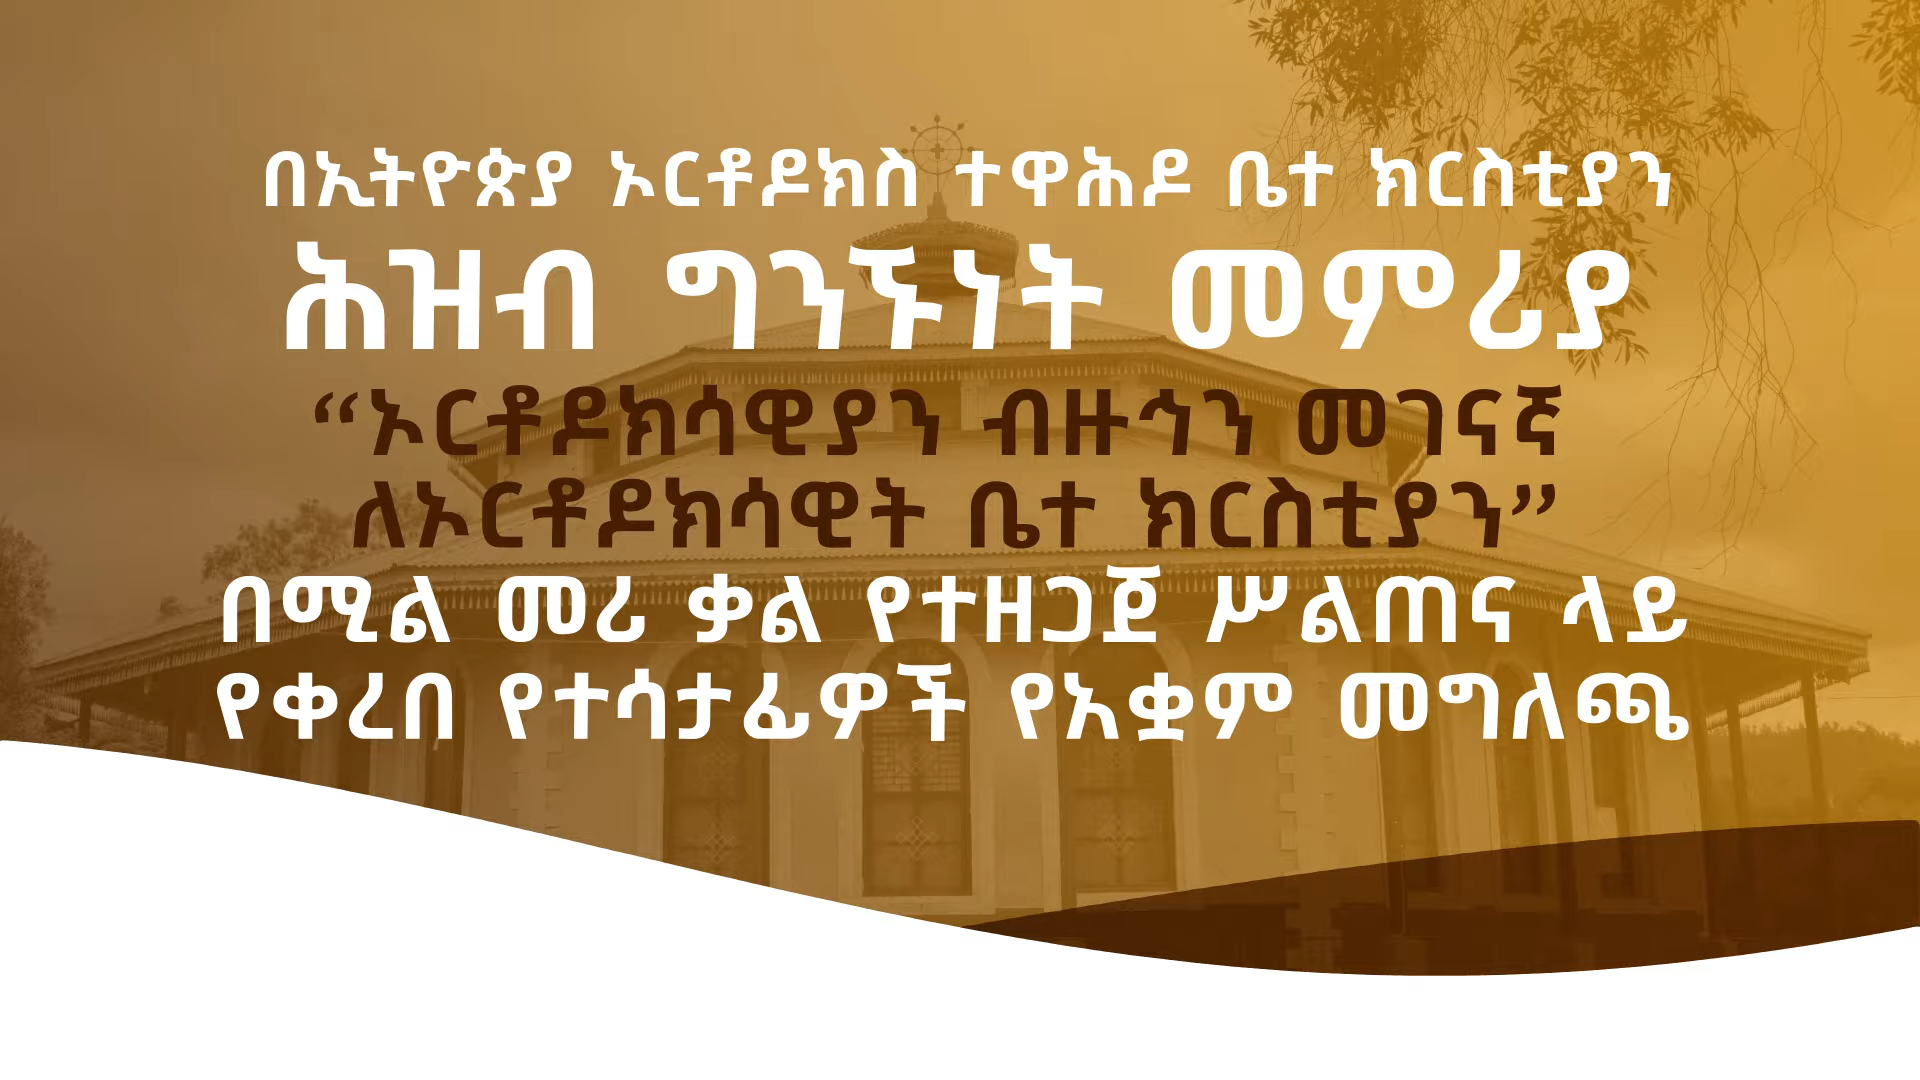 በኢትዮጵያ ኦርቶዶክስ ተዋሕዶ ቤተ ክርስቲያን
ሕዝብ ግንኙነት መምሪያ
“ኦርቶዶክሳዊያን ብዙኅን መገናኛ
ለኦርቶዶክሳዊት ቤተ ክርስቲያን”
በሚል መሪ ቃል የተዘጋጀ ሥልጠና ላይ
የቀረበ የተሳታፊዎች የአቋም መግለጫ